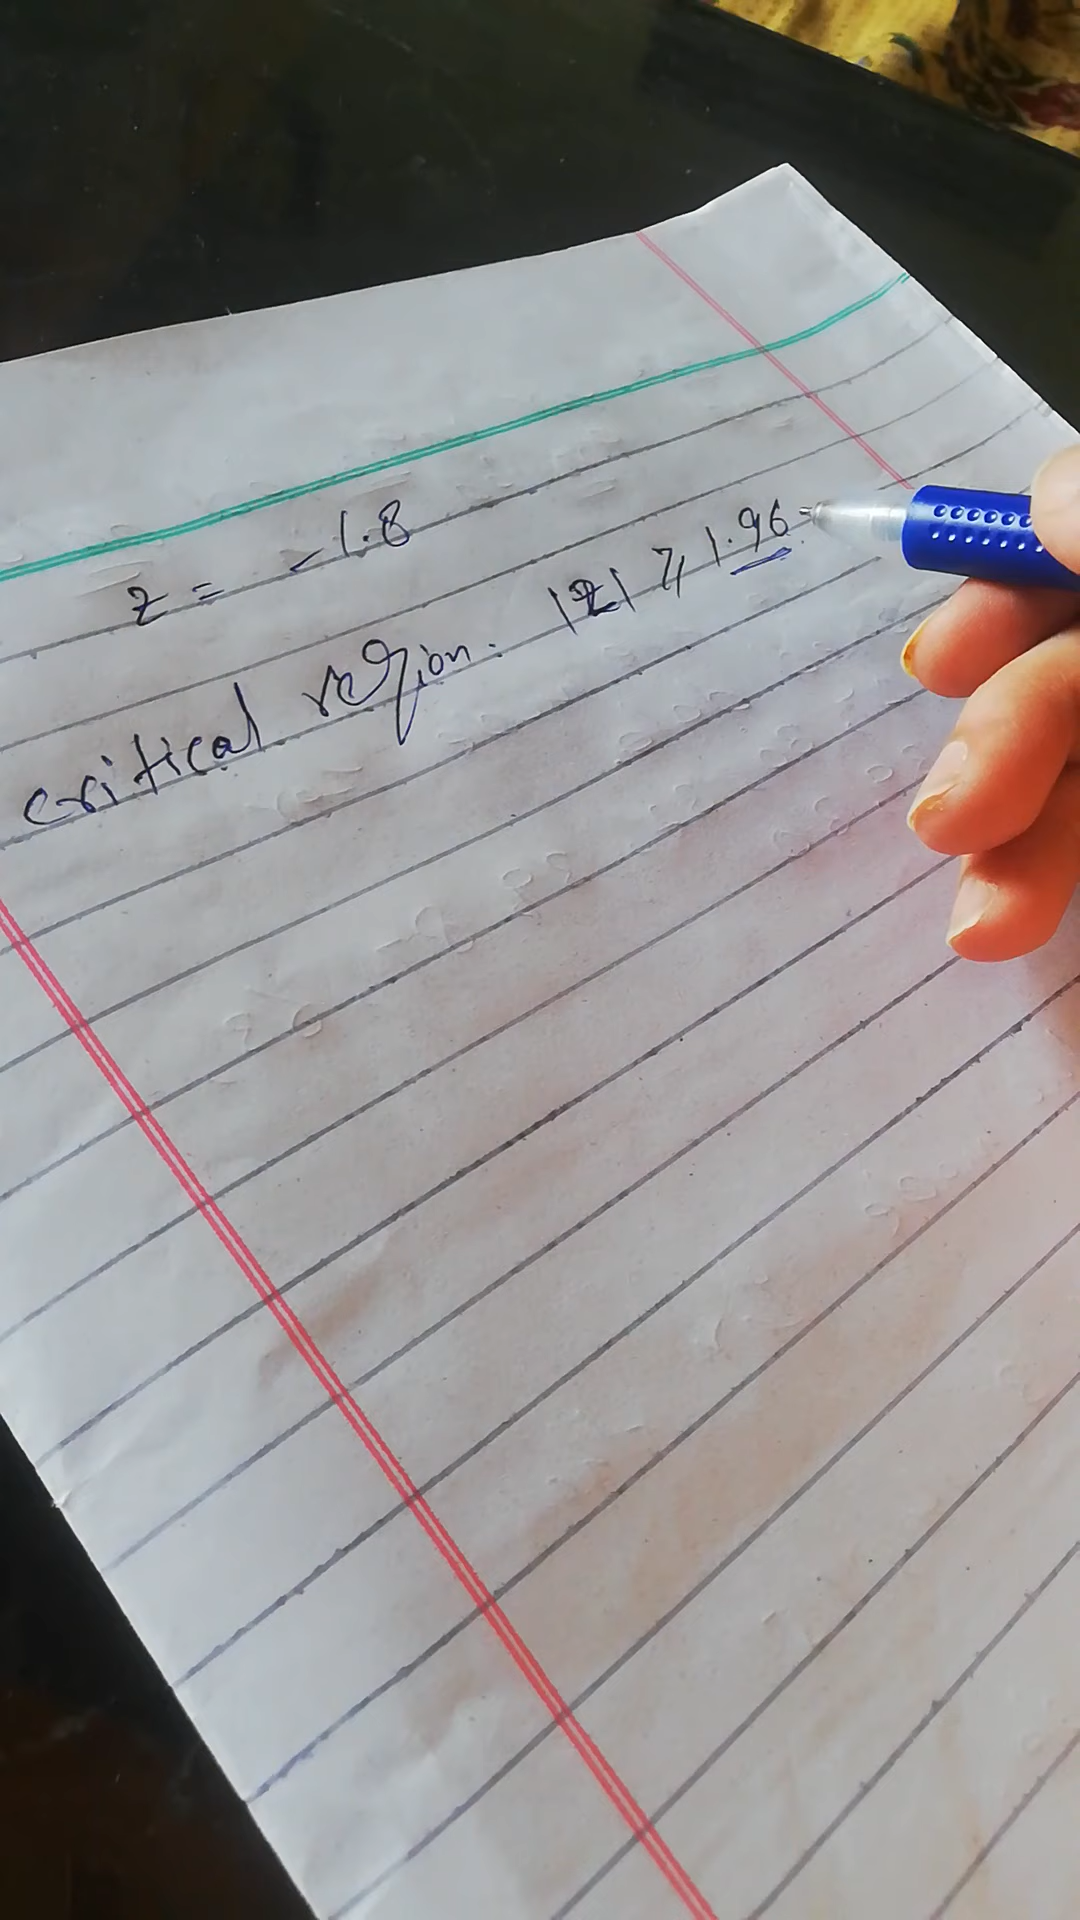 z = -1.8
critical region. |z| ≥ 1.96